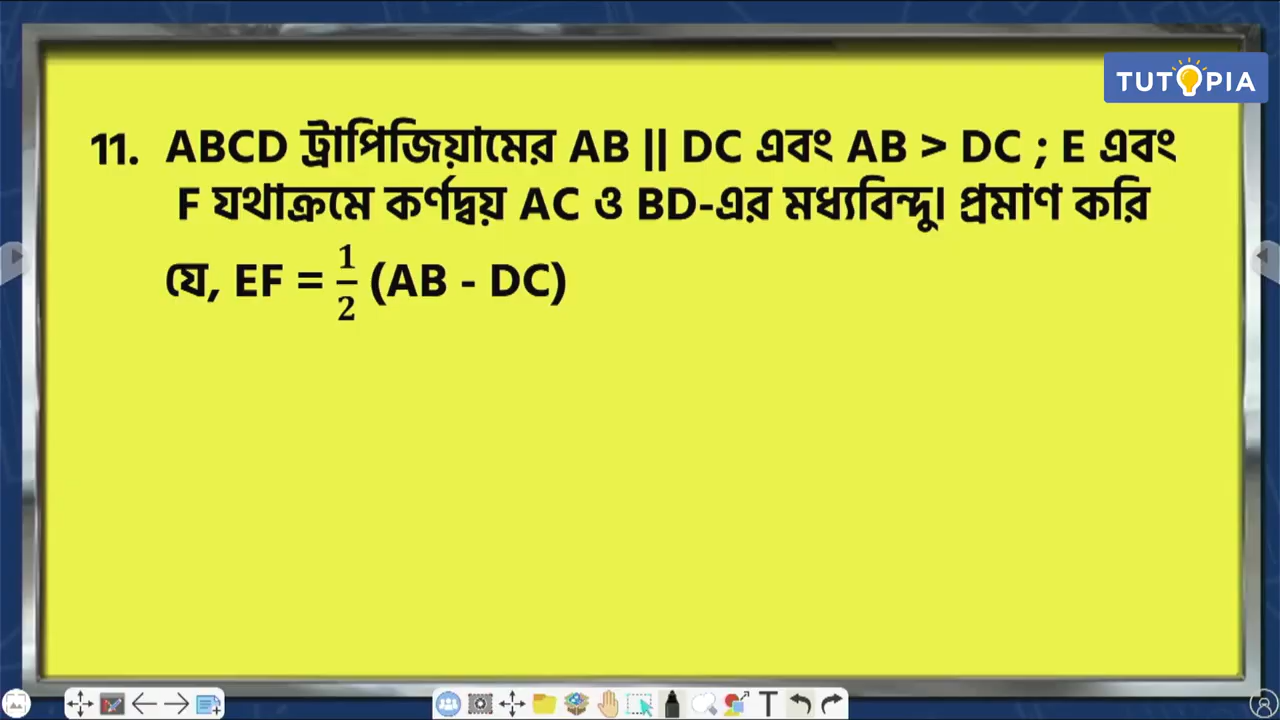 TUTOPIA
11. ABCD ট্রাপিজিয়ামের AB || DC এবং AB > DC ; E এবং
F যথাক্রমে কর্ণদ্বয় AC ও BD-এর মধ্যবিন্দু। প্রমাণ করি
যে, EF = 1/2 (AB - DC)